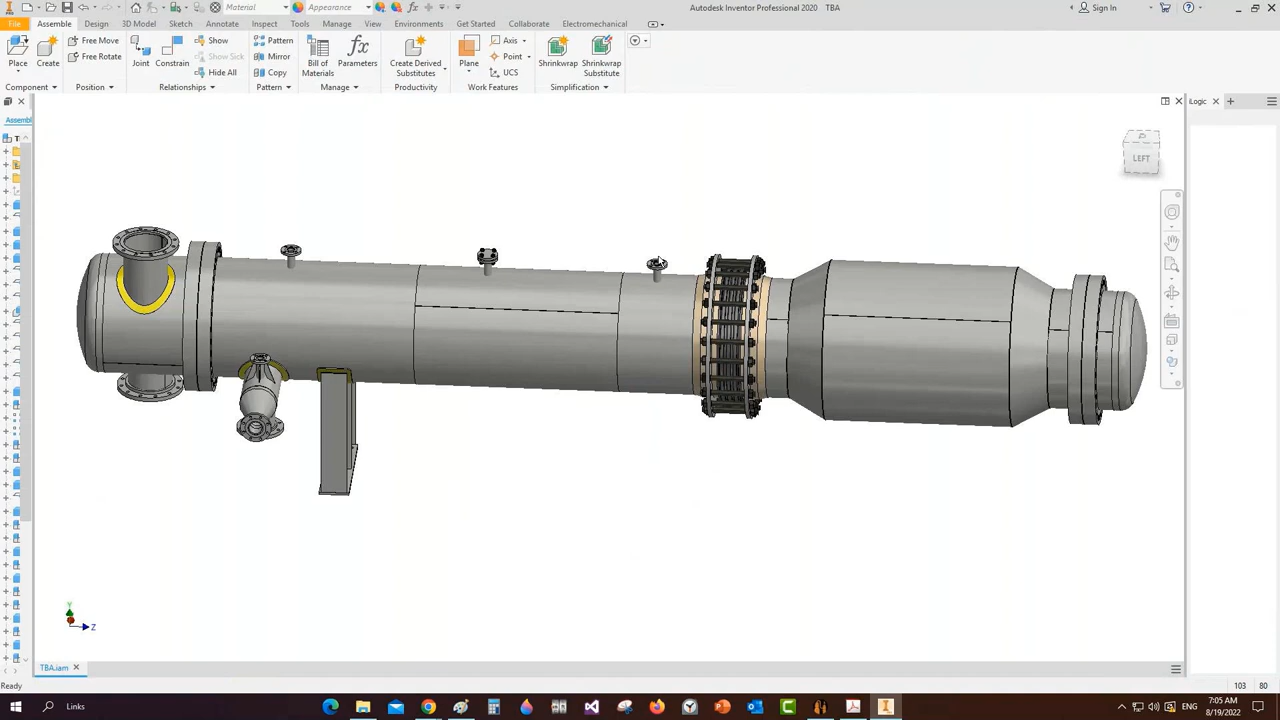 Material
Appearance
Autodesk Inventor Professional 2020 TBA
Sign In
File
Assemble
Design
3D Model
Sketch
Annotate
Inspect
Tools
Manage
View
Environments
Get Started
Collaborate
Electromechanical
Place
Create
Free Move
Free Rotate
Joint
Constrain
Show
Show Sick
Hide All
Pattern
Mirror
Copy
Bill of
Materials
Parameters
Create Derived
Substitutes
Plane
Axis
Point
UCS
Shrinkwrap
Shrinkwrap
Substitute
Component
Position
Relationships
Pattern
Manage
Productivity
Work Features
Simplification
iLogic
Assembl
T
LEFT
Y
Z
TBA.iam
Ready
103 80
Links
7:05 AM
8/19/2022